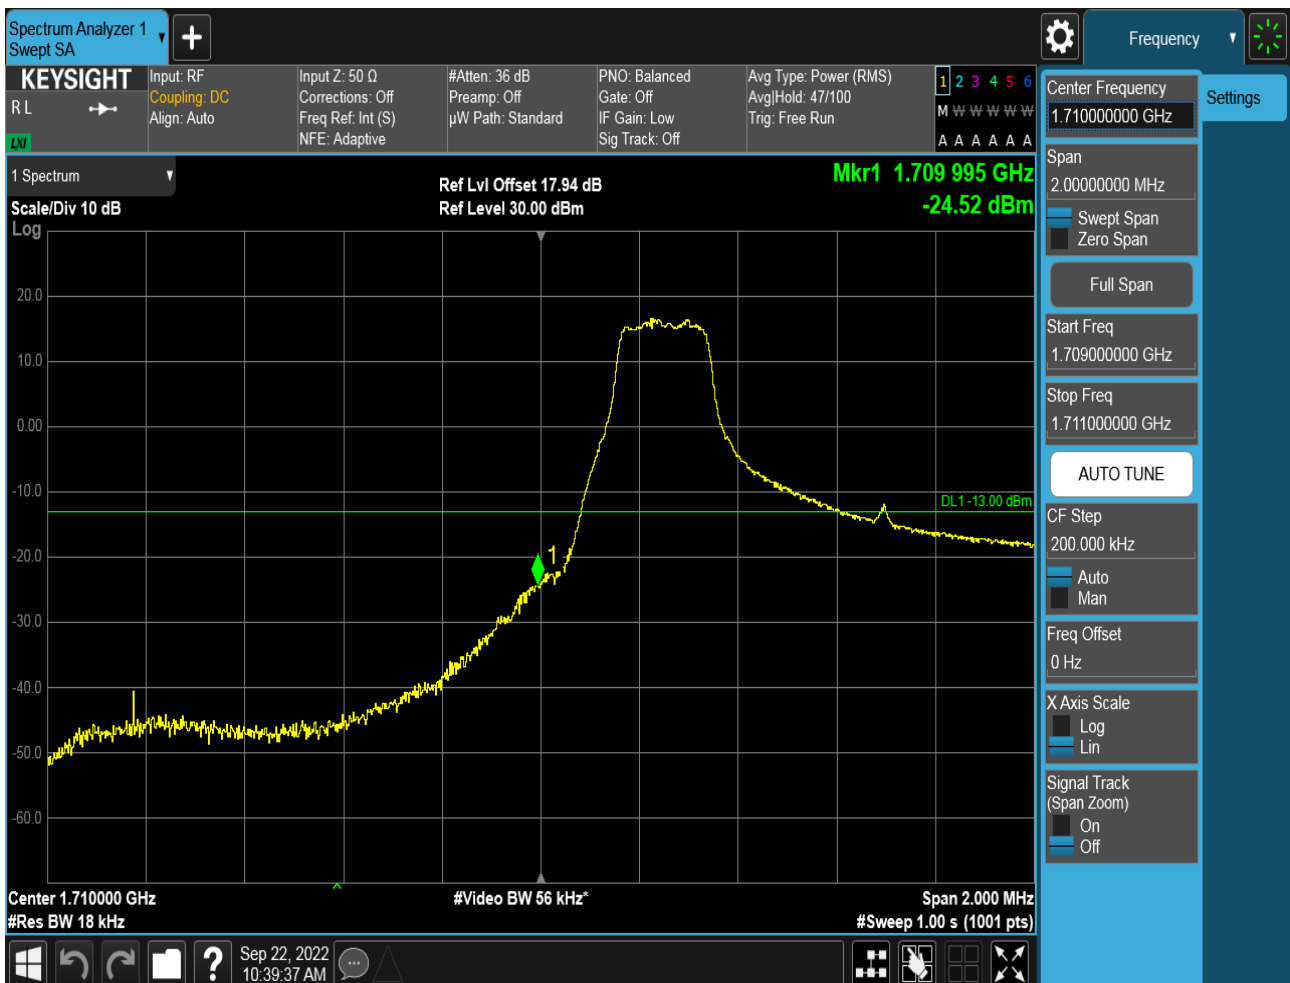 Spectrum Analyzer 1
Swept SA
Frequency
KEYSIGHT
R L
LXI
Input: RF
Coupling: DC
Align: Auto
Input Z: 50 Ω
Corrections: Off
Freq Ref: Int (S)
NFE: Adaptive
#Atten: 36 dB
Preamp: Off
µW Path: Standard
PNO: Balanced
Gate: Off
IF Gain: Low
Sig Track: Off
Avg Type: Power (RMS)
Avg|Hold: 47/100
Trig: Free Run
1 2 3 4 5 6
M W W W W W
A A A A A A
1 Spectrum
Scale/Div 10 dB
Log
Ref Lvl Offset 17.94 dB
Ref Level 30.00 dBm
Mkr1 1.709 995 GHz
-24.52 dBm
20.0
10.0
0.00
-10.0
-20.0
-30.0
-40.0
-50.0
-60.0
DL1 -13.00 dBm
1
Center 1.710000 GHz
#Res BW 18 kHz
#Video BW 56 kHz*
Span 2.000 MHz
#Sweep 1.00 s (1001 pts)
?
Sep 22, 2022
10:39:37 AM
Center Frequency
1.710000000 GHz
Settings
Span
2.00000000 MHz
Swept Span
Zero Span
Full Span
Start Freq
1.709000000 GHz
Stop Freq
1.711000000 GHz
AUTO TUNE
CF Step
200.000 kHz
Auto
Man
Freq Offset
0 Hz
X Axis Scale
Log
Lin
Signal Track
(Span Zoom)
On
Off